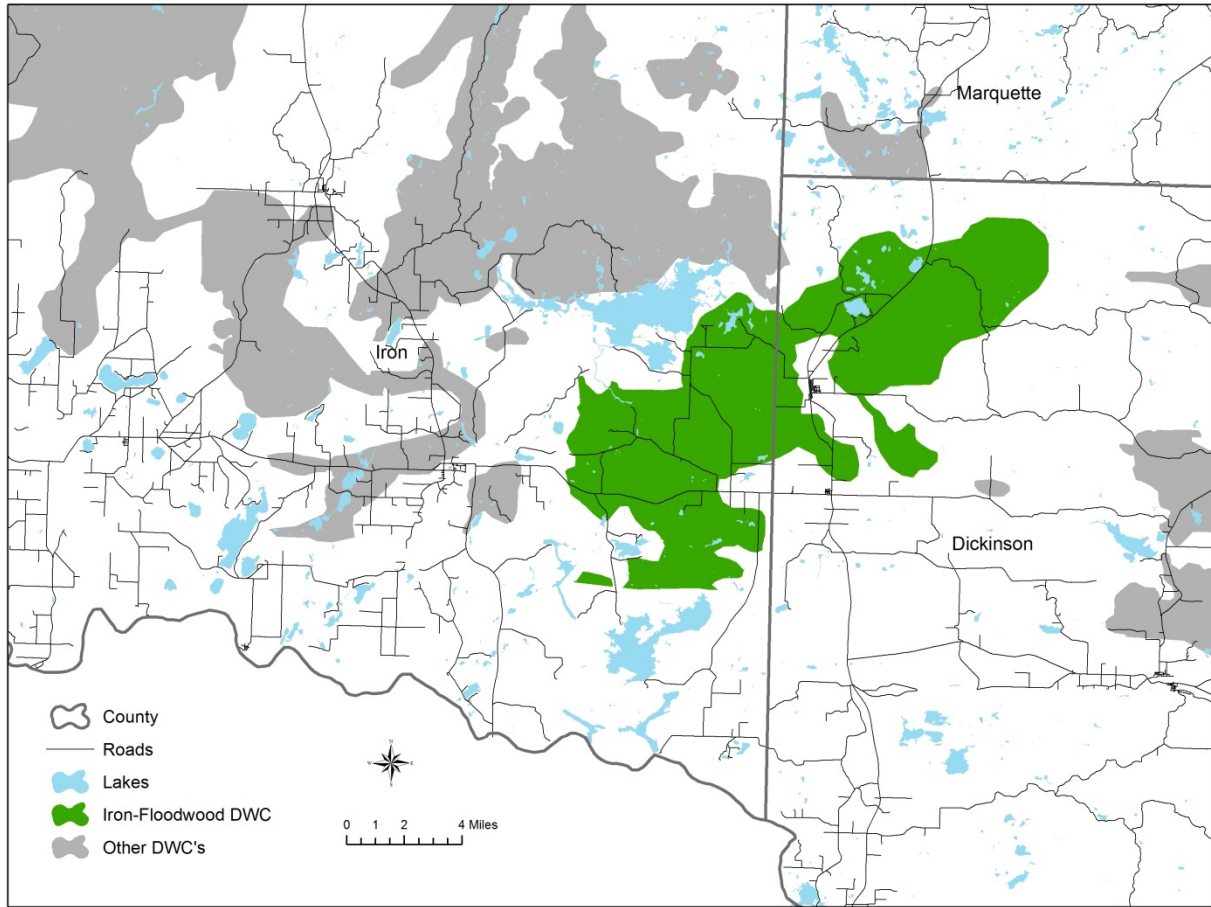 Marquette
Iron
Dickinson
County
Roads
Lakes
Iron-Floodwood DWC
Other DWC's
N
W E
S
0 1 2 4 Miles